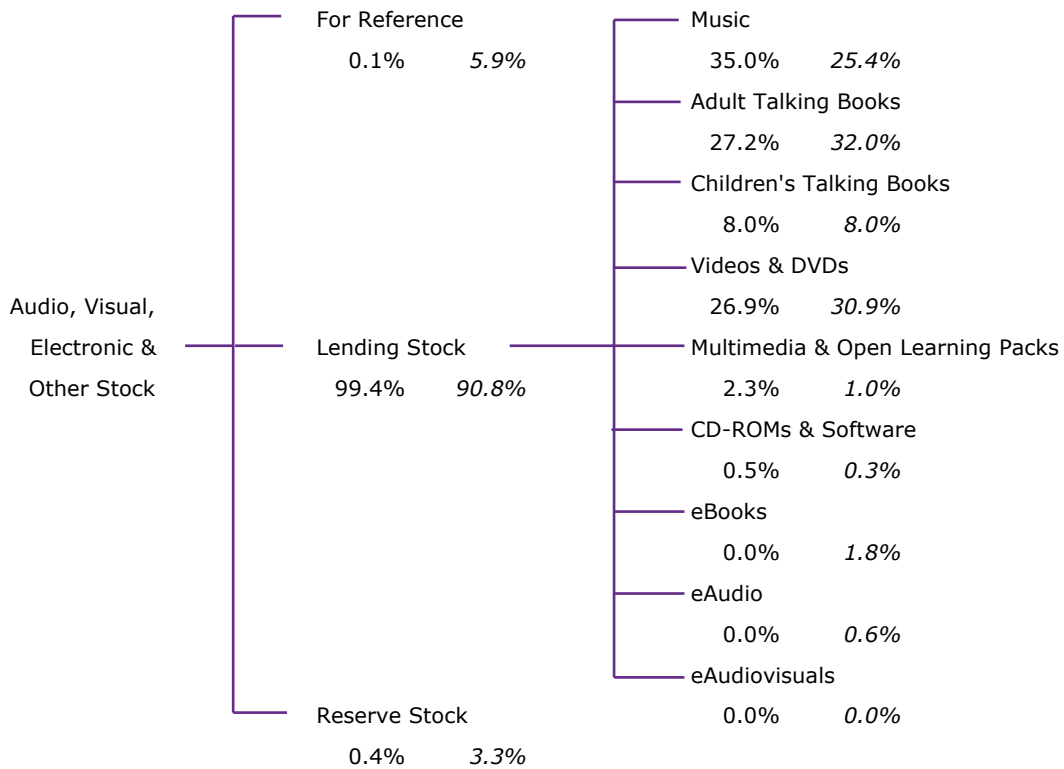 For Reference
0.1% 5.9%
Audio, Visual,
Electronic &
Other Stock
Lending Stock
99.4% 90.8%
Reserve Stock
0.4% 3.3%
Music
35.0% 25.4%
Adult Talking Books
27.2% 32.0%
Children's Talking Books
8.0% 8.0%
Videos & DVDs
26.9% 30.9%
Multimedia & Open Learning Packs
2.3% 1.0%
CD-ROMs & Software
0.5% 0.3%
eBooks
0.0% 1.8%
eAudio
0.0% 0.6%
eAudiovisuals
0.0% 0.0%